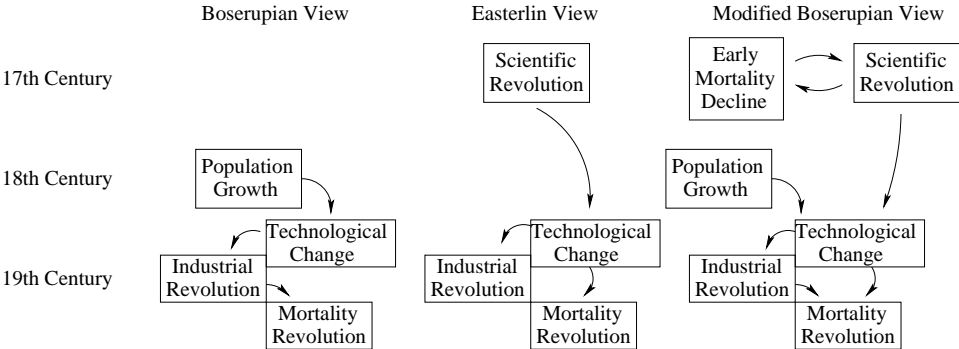 Boserupian View
Easterlin View
Modified Boserupian View
17th Century
Scientific
Revolution
Early
Mortality
Decline
Scientific
Revolution
18th Century
Population
Growth
Population
Growth
19th Century
Technological
Change
Industrial
Revolution
Mortality
Revolution
Technological
Change
Industrial
Revolution
Mortality
Revolution
Technological
Change
Industrial
Revolution
Mortality
Revolution